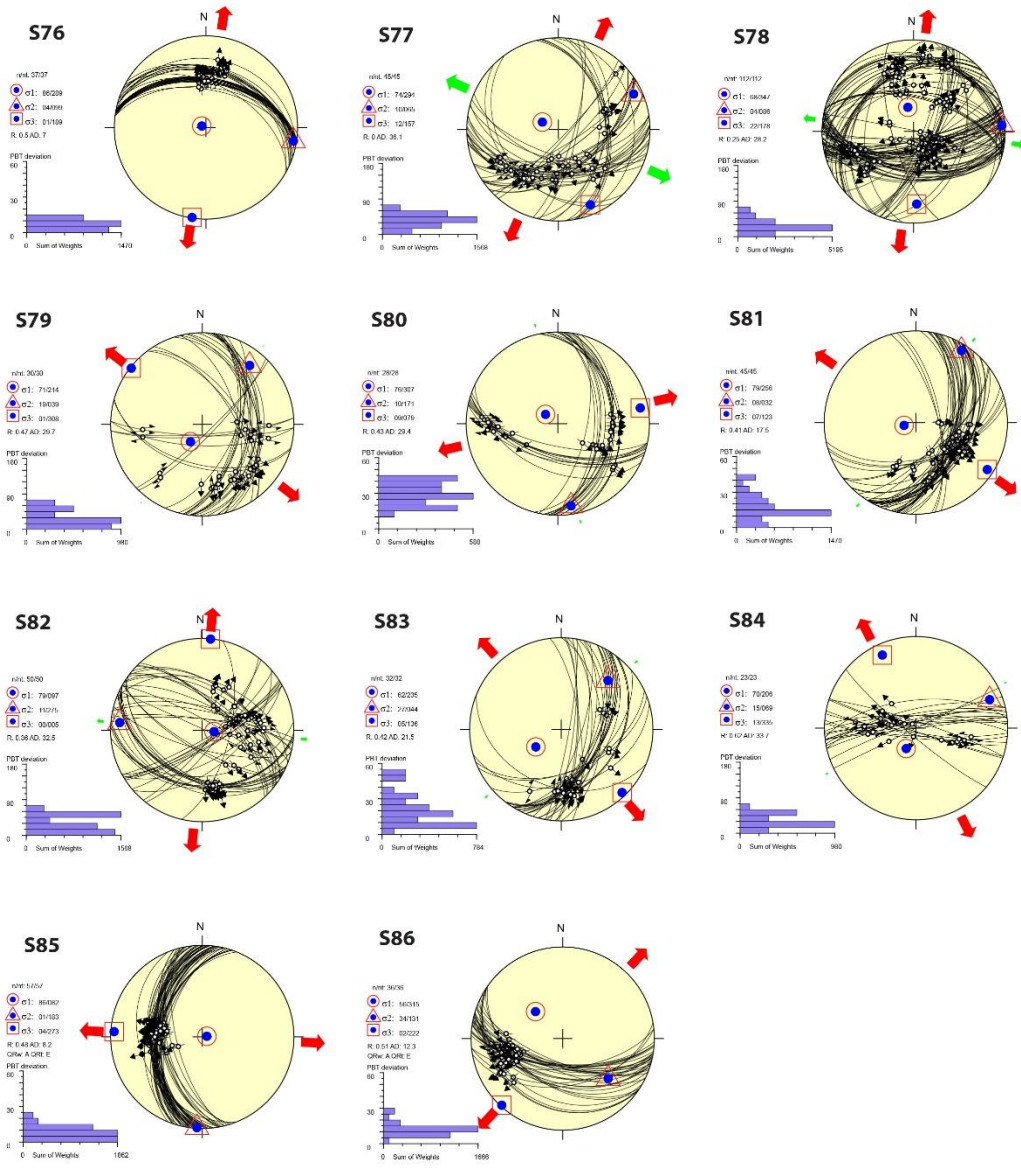 S76
N
n/nt: 37/37
σ1: 86/289
σ2: 04/099
σ3: 01/189
R: 0.5 AD: 7
PBT deviation
60
30
0
0 Sum of Weights 1470
S77
N
n/nt: 45/45
σ1: 74/294
σ2: 10/065
σ3: 12/157
R: 0 AD: 36.1
PBT deviation
180
90
0
0 Sum of Weights 1568
S78
N
n/nt: 112/112
σ1: 68/347
σ2: 04/086
σ3: 22/178
R: 0.25 AD: 28.2
PBT deviation
180
90
0
0 Sum of Weights 5195
S79
N
n/nt: 30/30
σ1: 71/214
σ2: 19/039
σ3: 01/308
R: 0.47 AD: 29.7
PBT deviation
180
90
0
0 Sum of Weights 980
S80
N
n/nt: 28/28
σ1: 76/307
σ2: 10/171
σ3: 09/079
R: 0.43 AD: 29.4
PBT deviation
60
30
0
0 Sum of Weights
S81
N
n/nt: 45/45
σ1: 79/256
σ2: 08/032
σ3: 07/123
R: 0.41 AD: 17.5
PBT deviation
60
30
0
0 Sum of Weights 1470
S82
N
n/nt: 50/50
σ1: 79/097
σ2: 11/275
σ3: 00/005
R: 0.36 AD: 32.5
PBT deviation
180
90
0
0 Sum of Weights 1568
S83
N
n/nt: 32/32
σ1: 62/235
σ2: 27/044
σ3: 05/136
R: 0.42 AD: 21.5
PBT deviation
60
30
0
0 Sum of Weights 784
S84
N
n/nt: 23/23
σ1: 70/206
σ2: 15/069
σ3: 13/335
R: 0.62 AD: 33.7
PBT deviation
180
90
0
0 Sum of Weights 980
S85
N
n/nt: 57/57
σ1: 86/082
σ2: 01/183
σ3: 04/273
R: 0.48 AD: 8.2
QRw: A QRt: E
PBT deviation
60
30
0
0 Sum of Weights 1662
S86
N
n/nt: 36/36
σ1: 56/315
σ2: 34/131
σ3: 02/222
R: 0.51 AD: 12.3
PBT deviation
60
30
0
0 Sum of Weights 1666